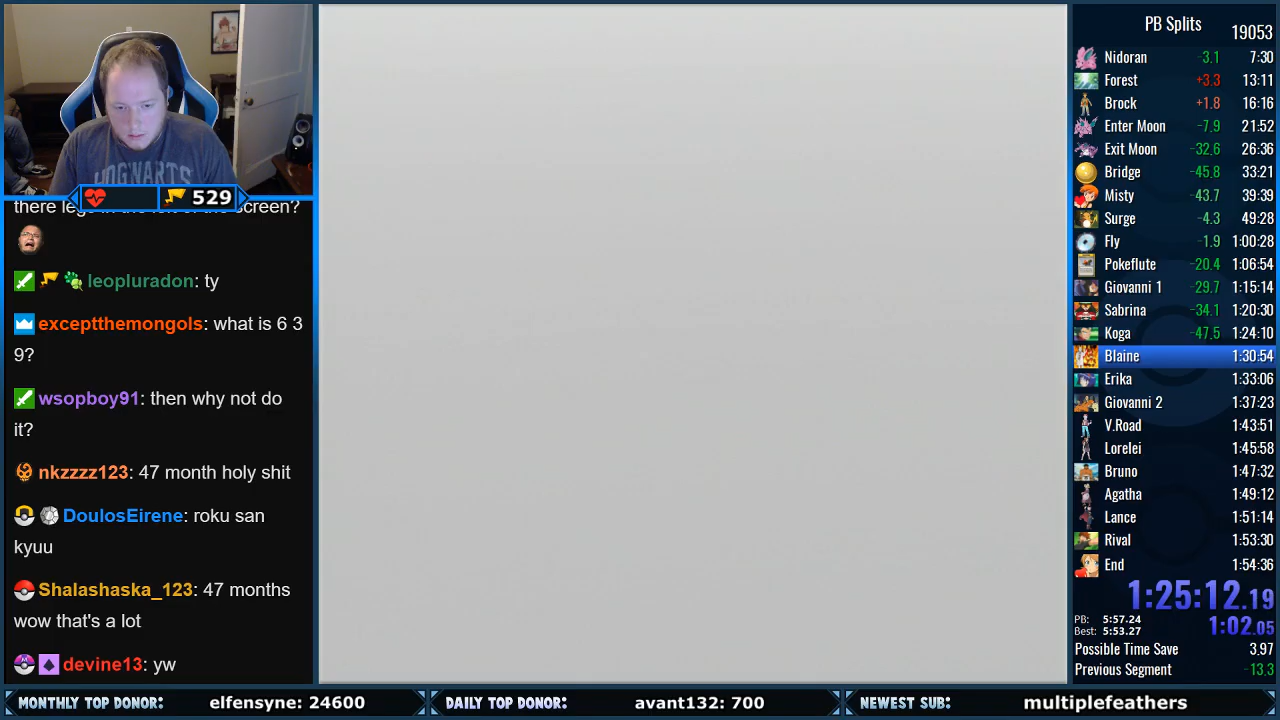 HOGWARTS
529
there legs in the left of the screen?
leopluradon: ty
exceptthemongols: what is 6 3
9?
wsopboy91: then why not do
it?
nkzzzz123: 47 month holy shit
DoulosEirene: roku san
kyuu
Shalashaska_123: 47 months
wow that's a lot
devine13: yw
PB Splits
19053
Nidoran -3.1 7:30
Forest +3.3 13:11
Brock +1.8 16:16
Enter Moon -7.9 21:52
Exit Moon -32.6 26:36
Bridge -45.8 33:21
Misty -43.7 39:39
Surge -4.3 49:28
Fly -1.9 1:00:28
Pokeflute -20.4 1:06:54
Giovanni 1 -29.7 1:15:14
Sabrina -34.1 1:20:30
Koga -47.5 1:24:10
Blaine 1:30:54
Erika 1:33:06
Giovanni 2 1:37:23
V.Road 1:43:51
Lorelei 1:45:58
Bruno 1:47:32
Agatha 1:49:12
Lance 1:51:14
Rival 1:53:30
End 1:54:36
1:25:12.19
PB: 5:57.24
Best: 5:53.27
1:02.05
Possible Time Save 3.97
Previous Segment -13.3
MONTHLY TOP DONOR: elfensyne: 24600
DAILY TOP DONOR: avant132: 700
NEWEST SUB: multiplefeathers